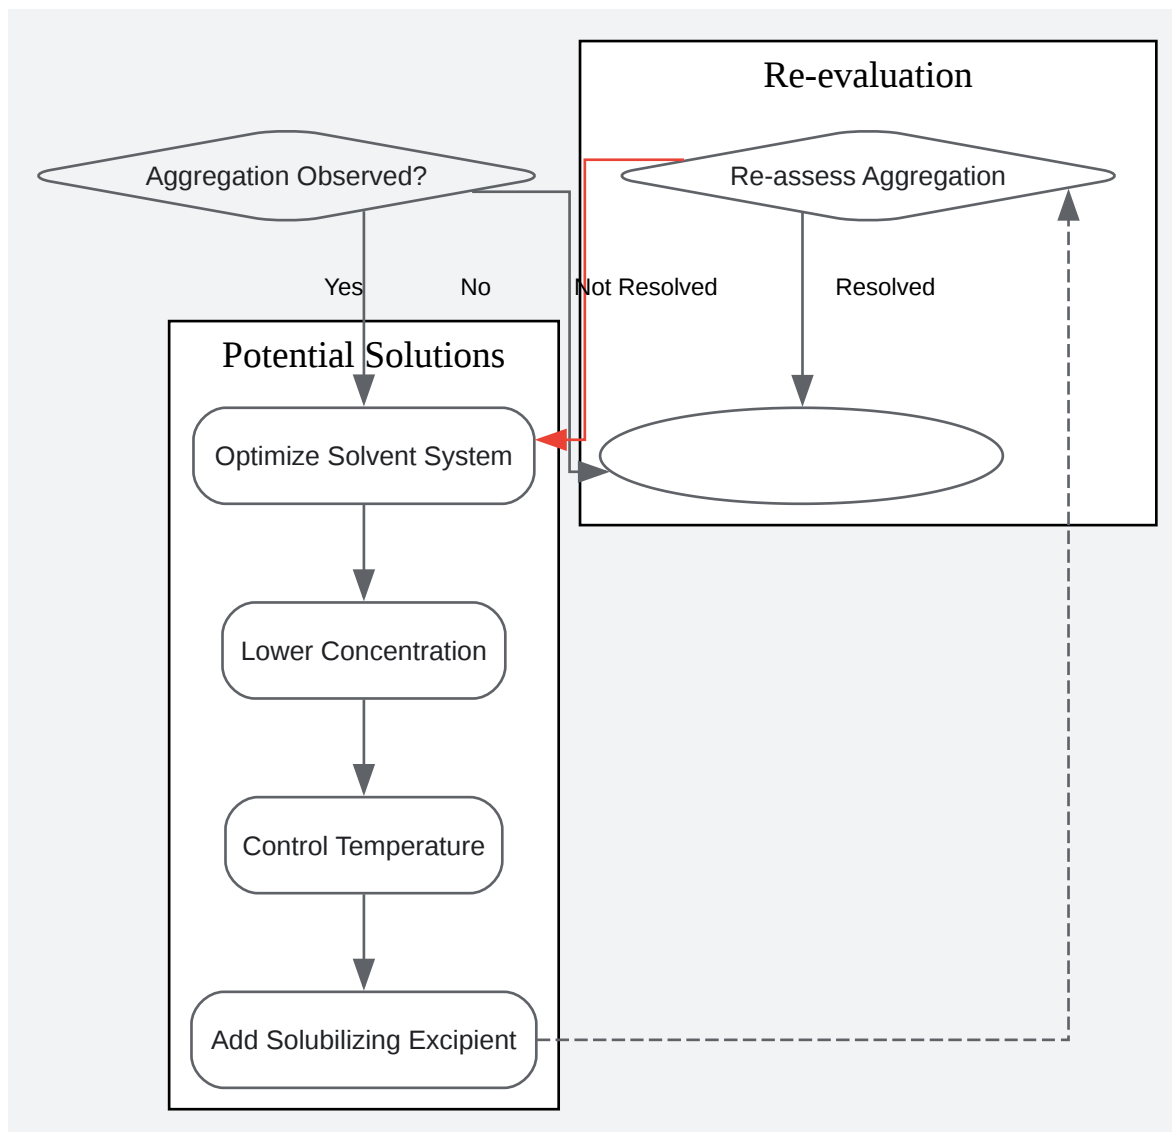 Re-evaluation
Aggregation Observed?
Re-assess Aggregation
Yes
No
Not Resolved
Resolved
Potential Solutions
Optimize Solvent System
Lower Concentration
Control Temperature
Add Solubilizing Excipient